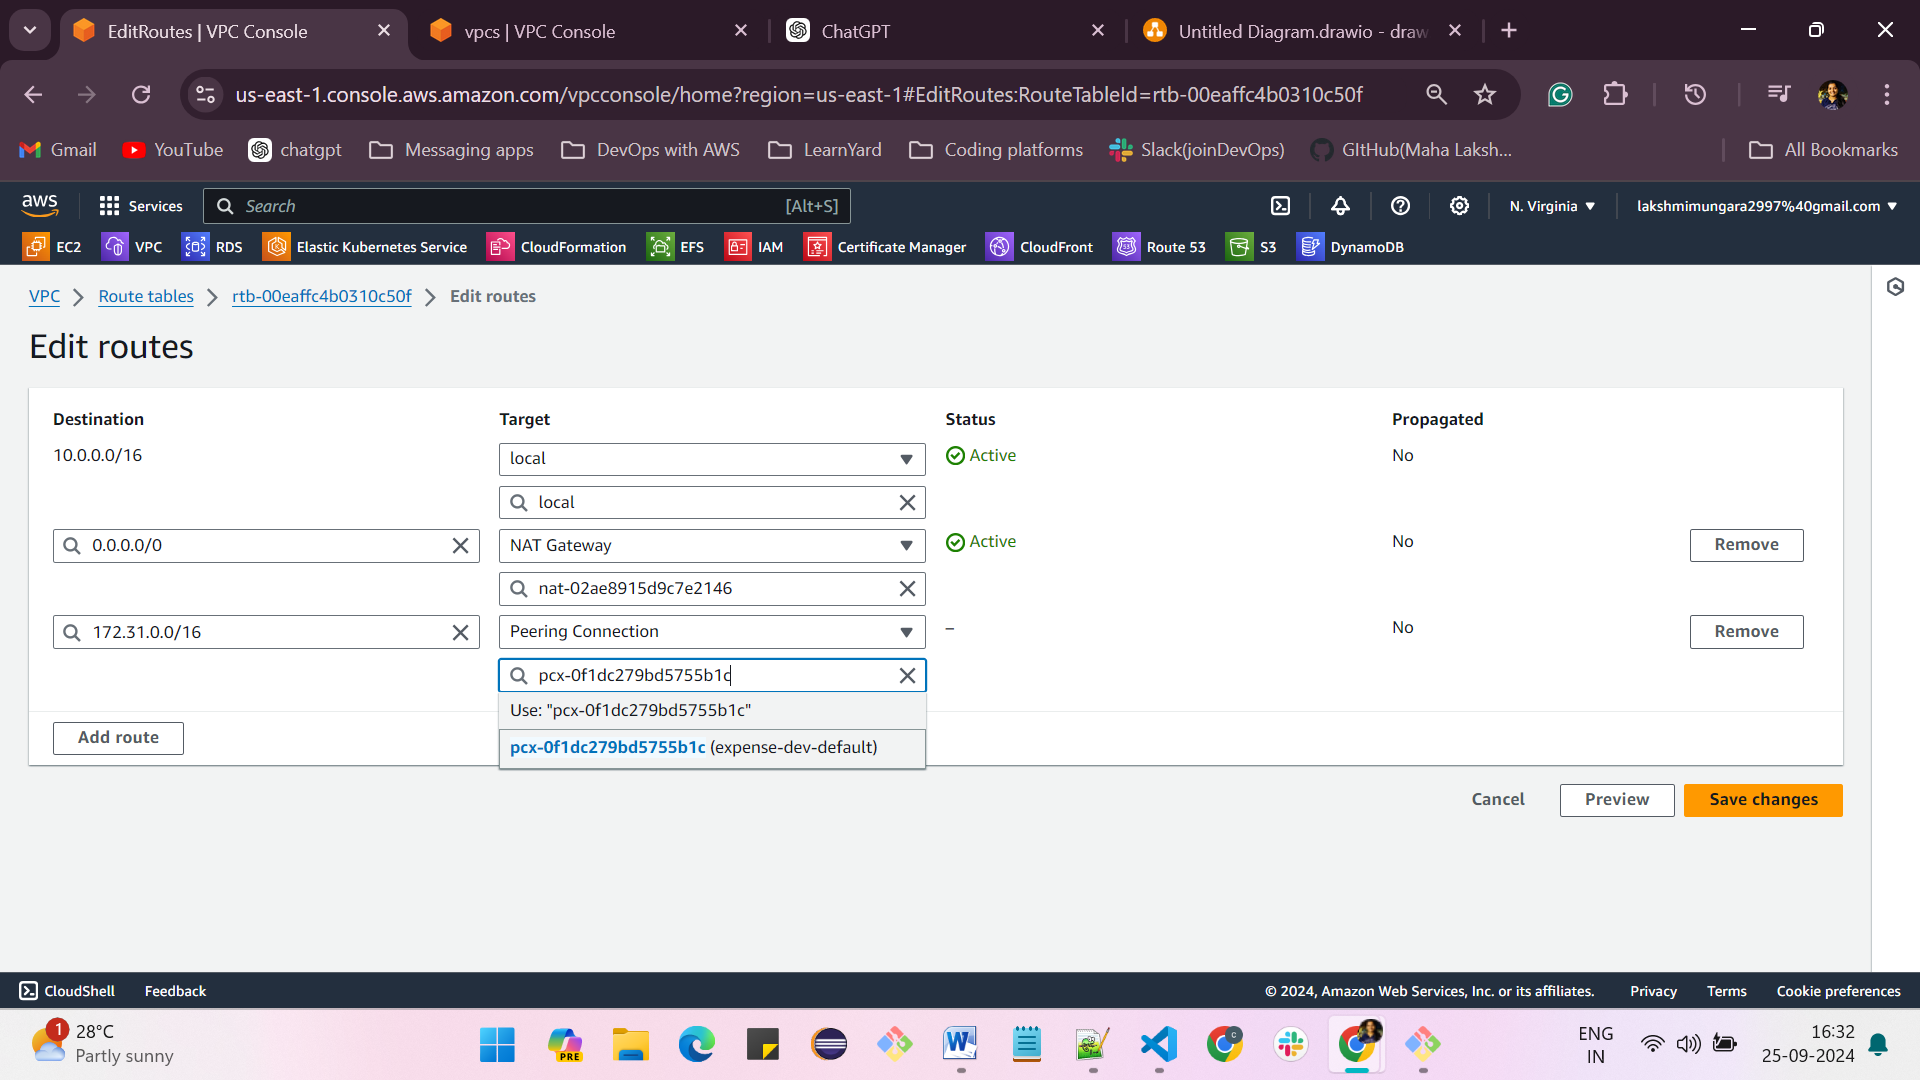 EditRoutes | VPC Console
vpcs | VPC Console
ChatGPT
Untitled Diagram.drawio - draw
us-east-1.console.aws.amazon.com/vpcconsole/home?region=us-east-1#EditRoutes:RouteTableId=rtb-00eaffc4b0310c50f
Gmail
YouTube
chatgpt
Messaging apps
DevOps with AWS
LearnYard
Coding platforms
Slack(joinDevOps)
GItHub(Maha Laksh...
All Bookmarks
aws
Services
Search
[Alt+S]
N. Virginia
lakshmimungara2997%40gmail.com
EC2
VPC
RDS
Elastic Kubernetes Service
CloudFormation
EFS
IAM
Certificate Manager
CloudFront
Route 53
S3
DynamoDB
VPC > Route tables > rtb-00eaffc4b0310c50f > Edit routes
Edit routes
Destination Target Status Propagated
10.0.0.0/16 local Active No
local
0.0.0.0/0 NAT Gateway Active No Remove
nat-02ae8915d9c7e2146
172.31.0.0/16 Peering Connection – No Remove
pcx-0f1dc279bd5755b1c
Use: "pcx-0f1dc279bd5755b1c"
Add route
pcx-0f1dc279bd5755b1c (expense-dev-default)
Cancel Preview Save changes
CloudShell Feedback
© 2024, Amazon Web Services, Inc. or its affiliates. Privacy Terms Cookie preferences
1
28°C
Partly sunny
PRE
ENG
IN
16:32
25-09-2024